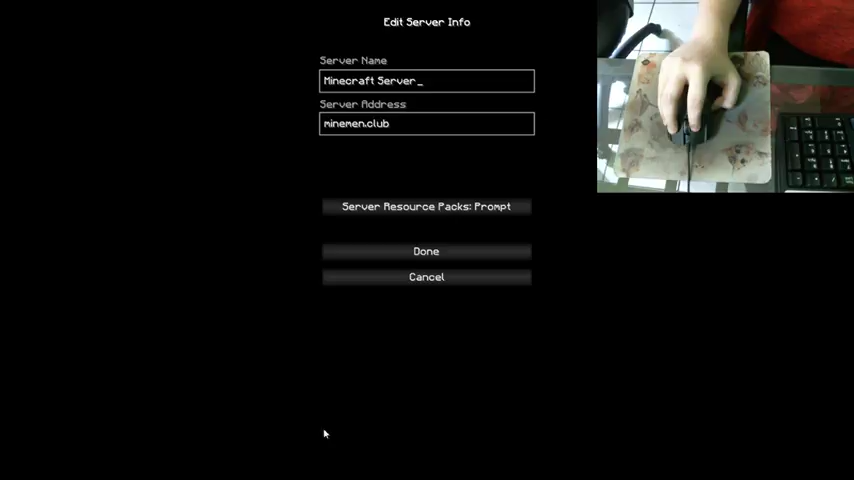 Edit Server Info
Server Name
Minecraft Server_
Server Address
minemen.club
Server Resource Packs: Prompt
Done
Cancel